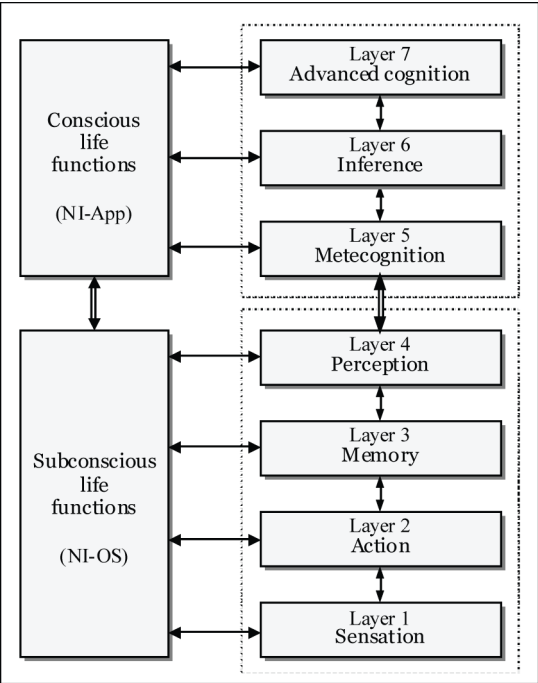 Conscious
life
functions
(NI-App)
Layer 7
Advanced cognition
Layer 6
Inference
Layer 5
Metecognition
Subconscious
life
functions
(NI-OS)
Layer 4
Perception
Layer 3
Memory
Layer 2
Action
Layer 1
Sensation